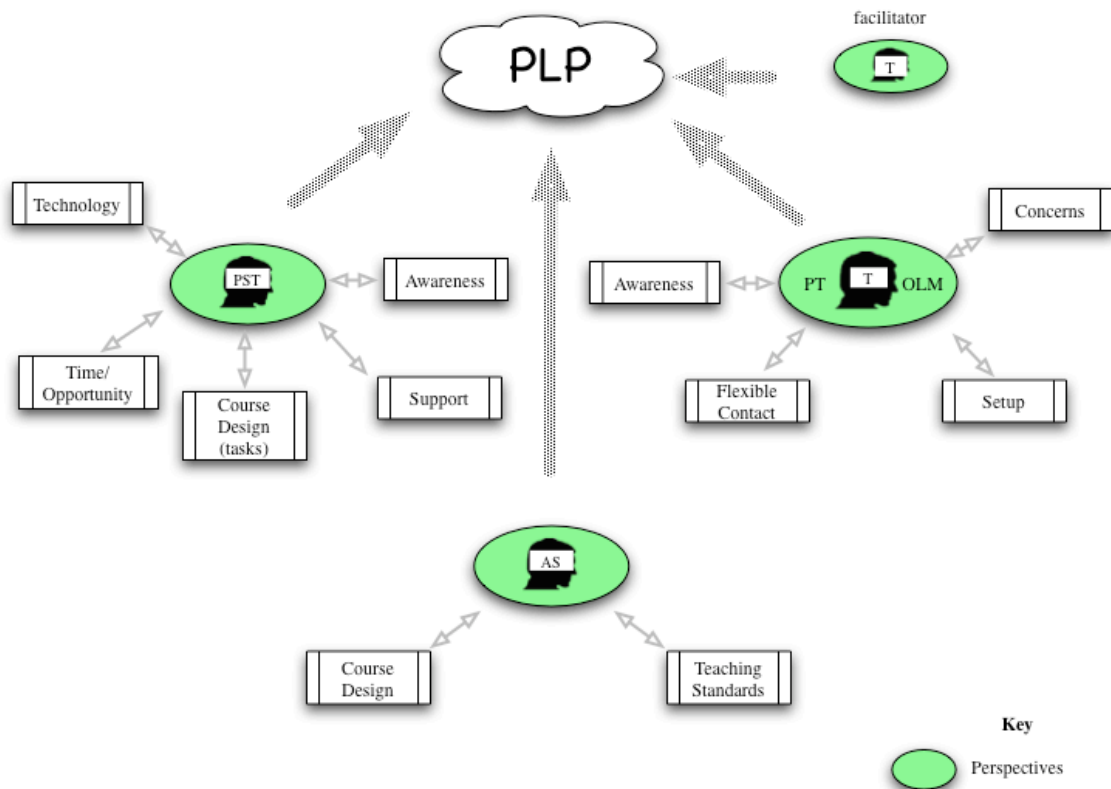 facilitator
PLP
T
Technology
Concerns
PST
Awareness
Awareness
PT
T
OLM
Time/
Opportunity
Course
Design
(tasks)
Support
Flexible
Contact
Setup
AS
Course
Design
Teaching
Standards
Key
Perspectives